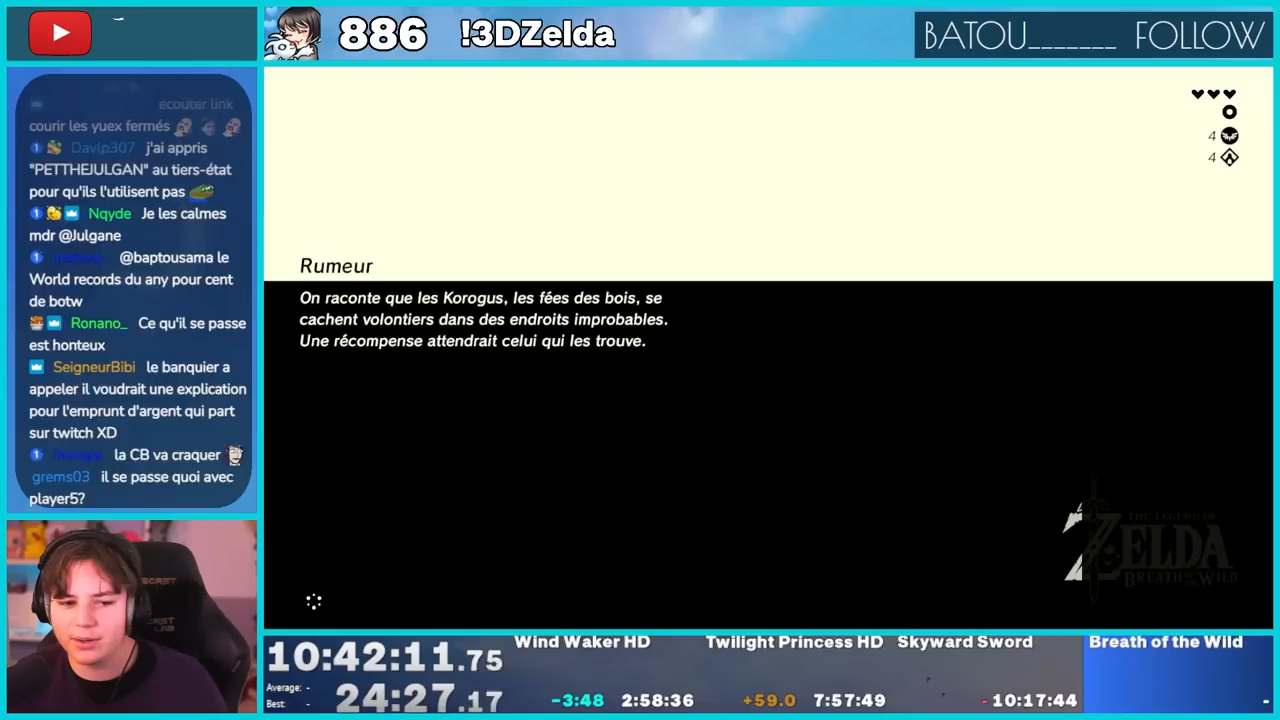 886 !3DZelda
BATOU_______ FOLLOW
ecouter link
courir les yuex fermés
Davlp307 j'ai appris
"PETTHEJULGAN" au tiers-état
pour qu'ils l'utilisent pas
Nqyde Je les calmes
mdr @Julgane
@baptousama le
World records du any pour cent
de botw
Ronano_ Ce qu'il se passe
est honteux
SeigneurBibi le banquier a
appeler il voudrait une explication
pour l'emprunt d'argent qui part
sur twitch XD
la CB va craquer
grems03 il se passe quoi avec
player5?
4
4
Rumeur
On raconte que les Korogus, les fées des bois, se
cachent volontiers dans des endroits improbables.
Une récompense attendrait celui qui les trouve.
THE LEGEND OF
ZELDA
BREATH OF THE WILD
SECRET
LAB
10:42:11.75
Average: -
Best: -
24:27.17
Wind Waker HD
-3:48 2:58:36
Twilight Princess HD
+59.0 7:57:49
Skyward Sword
- 10:17:44
Breath of the Wild
-